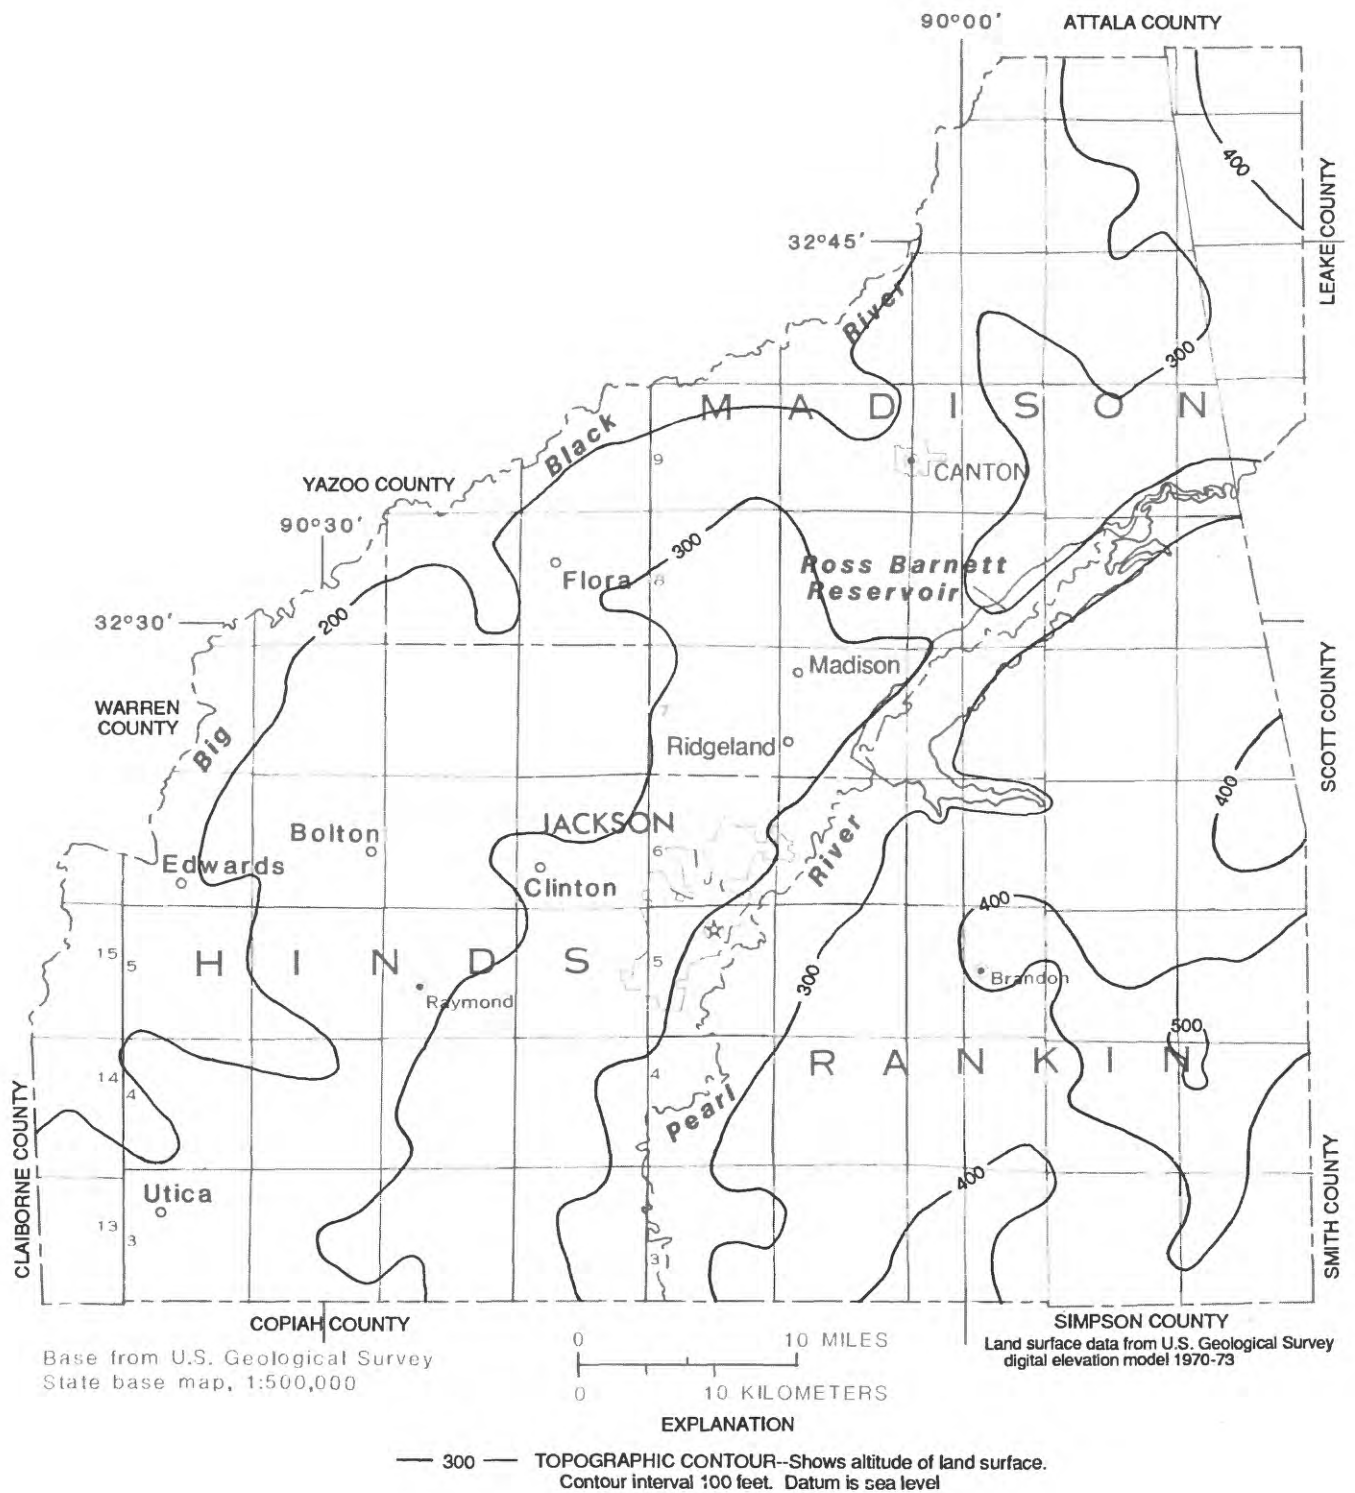 90°00'
ATTALA COUNTY
400
LEAKE COUNTY
32°45'
River
300
MADISON
Black
9
CANTON
YAZOO COUNTY
90°30'
300
Ross Barnett
Reservoir
Flora
8
200
32°30'
Madison
WARREN
COUNTY
Big
7
Ridgeland
SCOTT COUNTY
400
JACKSON
Bolton
6
River
Edwards
Clinton
400
HINDS
15
5
5
300
Brandon
Raymond
500
RANKIN
14
4
4
Pearl
CLAIBORNE COUNTY
400
Utica
SMITH COUNTY
13
3
3
COPIAH COUNTY
SIMPSON COUNTY
Base from U.S. Geological Survey
State base map, 1:500,000
0 10 MILES
0 10 KILOMETERS
Land surface data from U.S. Geological Survey
digital elevation model 1970-73
EXPLANATION
— 300 — TOPOGRAPHIC CONTOUR--Shows altitude of land surface.
Contour interval 100 feet. Datum is sea level